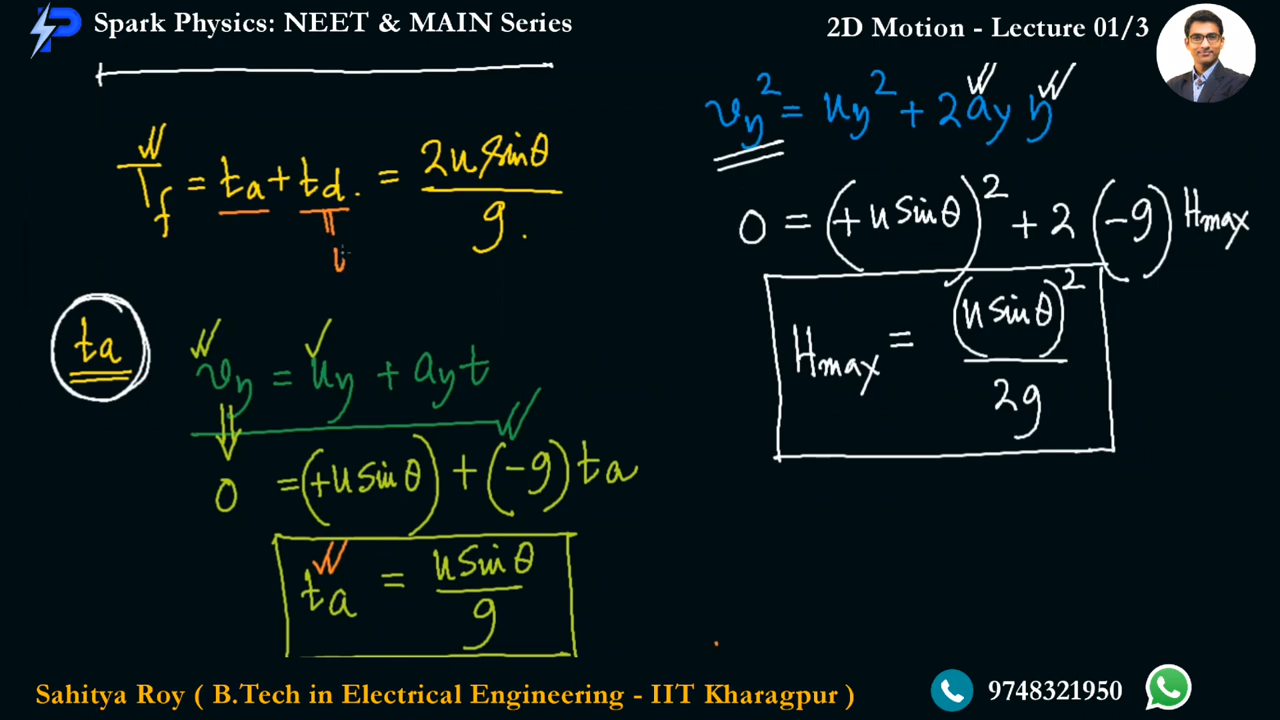 Spark Physics: NEET & MAIN Series
2D Motion - Lecture 01/3
T_f = t_a + t_d . = 2u sinθ / g .
t_a
v_y = u_y + a_y t
0 = (+u sinθ) + (-g) t_a
t_a = u sinθ / g
v_y² = u_y² + 2 a_y y
0 = (+u sinθ)² + 2 (-g) H_max
H_max = (u sinθ)² / 2g
Sahitya Roy ( B.Tech in Electrical Engineering - IIT Kharagpur )
9748321950